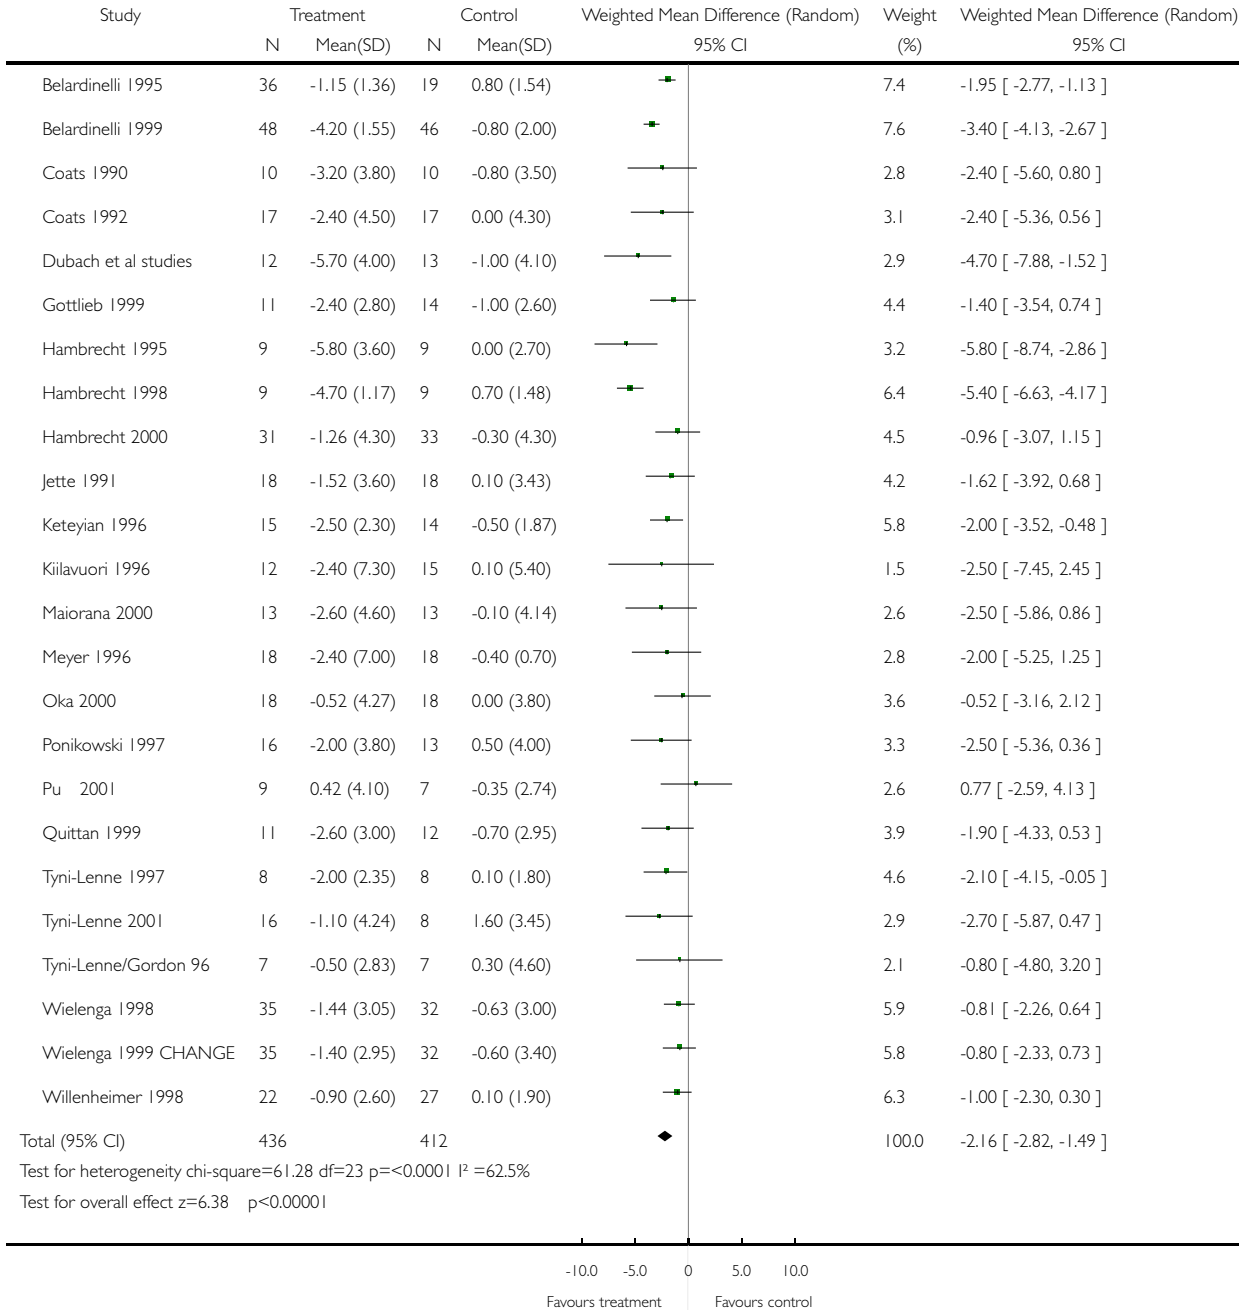 Study Treatment Control Weighted Mean Difference (Random) Weight Weighted Mean Difference (Random)
N Mean(SD) N Mean(SD) 95% CI (%) 95% CI
Belardinelli 1995 36 -1.15 (1.36) 19 0.80 (1.54) 7.4 -1.95 [ -2.77, -1.13 ]
Belardinelli 1999 48 -4.20 (1.55) 46 -0.80 (2.00) 7.6 -3.40 [ -4.13, -2.67 ]
Coats 1990 10 -3.20 (3.80) 10 -0.80 (3.50) 2.8 -2.40 [ -5.60, 0.80 ]
Coats 1992 17 -2.40 (4.50) 17 0.00 (4.30) 3.1 -2.40 [ -5.36, 0.56 ]
Dubach et al studies 12 -5.70 (4.00) 13 -1.00 (4.10) 2.9 -4.70 [ -7.88, -1.52 ]
Gottlieb 1999 11 -2.40 (2.80) 14 -1.00 (2.60) 4.4 -1.40 [ -3.54, 0.74 ]
Hambrecht 1995 9 -5.80 (3.60) 9 0.00 (2.70) 3.2 -5.80 [ -8.74, -2.86 ]
Hambrecht 1998 9 -4.70 (1.17) 9 0.70 (1.48) 6.4 -5.40 [ -6.63, -4.17 ]
Hambrecht 2000 31 -1.26 (4.30) 33 -0.30 (4.30) 4.5 -0.96 [ -3.07, 1.15 ]
Jette 1991 18 -1.52 (3.60) 18 0.10 (3.43) 4.2 -1.62 [ -3.92, 0.68 ]
Keteyian 1996 15 -2.50 (2.30) 14 -0.50 (1.87) 5.8 -2.00 [ -3.52, -0.48 ]
Kiilavuori 1996 12 -2.40 (7.30) 15 0.10 (5.40) 1.5 -2.50 [ -7.45, 2.45 ]
Maiorana 2000 13 -2.60 (4.60) 13 -0.10 (4.14) 2.6 -2.50 [ -5.86, 0.86 ]
Meyer 1996 18 -2.40 (7.00) 18 -0.40 (0.70) 2.8 -2.00 [ -5.25, 1.25 ]
Oka 2000 18 -0.52 (4.27) 18 0.00 (3.80) 3.6 -0.52 [ -3.16, 2.12 ]
Ponikowski 1997 16 -2.00 (3.80) 13 0.50 (4.00) 3.3 -2.50 [ -5.36, 0.36 ]
Pu 2001 9 0.42 (4.10) 7 -0.35 (2.74) 2.6 0.77 [ -2.59, 4.13 ]
Quittan 1999 11 -2.60 (3.00) 12 -0.70 (2.95) 3.9 -1.90 [ -4.33, 0.53 ]
Tyni-Lenne 1997 8 -2.00 (2.35) 8 0.10 (1.80) 4.6 -2.10 [ -4.15, -0.05 ]
Tyni-Lenne 2001 16 -1.10 (4.24) 8 1.60 (3.45) 2.9 -2.70 [ -5.87, 0.47 ]
Tyni-Lenne/Gordon 96 7 -0.50 (2.83) 7 0.30 (4.60) 2.1 -0.80 [ -4.80, 3.20 ]
Wielenga 1998 35 -1.44 (3.05) 32 -0.63 (3.00) 5.9 -0.81 [ -2.26, 0.64 ]
Wielenga 1999 CHANGE 35 -1.40 (2.95) 32 -0.60 (3.40) 5.8 -0.80 [ -2.33, 0.73 ]
Willenheimer 1998 22 -0.90 (2.60) 27 0.10 (1.90) 6.3 -1.00 [ -2.30, 0.30 ]
Total (95% CI) 436 412 100.0 -2.16 [ -2.82, -1.49 ]
Test for heterogeneity chi-square=61.28 df=23 p=<0.0001 I² =62.5%
Test for overall effect z=6.38 p<0.00001
-10.0 -5.0 0 5.0 10.0
Favours treatment Favours control